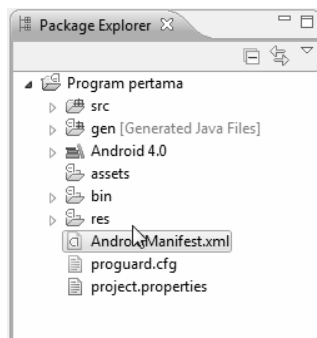 Package Explorer
Program pertama
src
gen [Generated Java Files]
Android 4.0
assets
bin
res
AndroidManifest.xml
proguard.cfg
project.properties